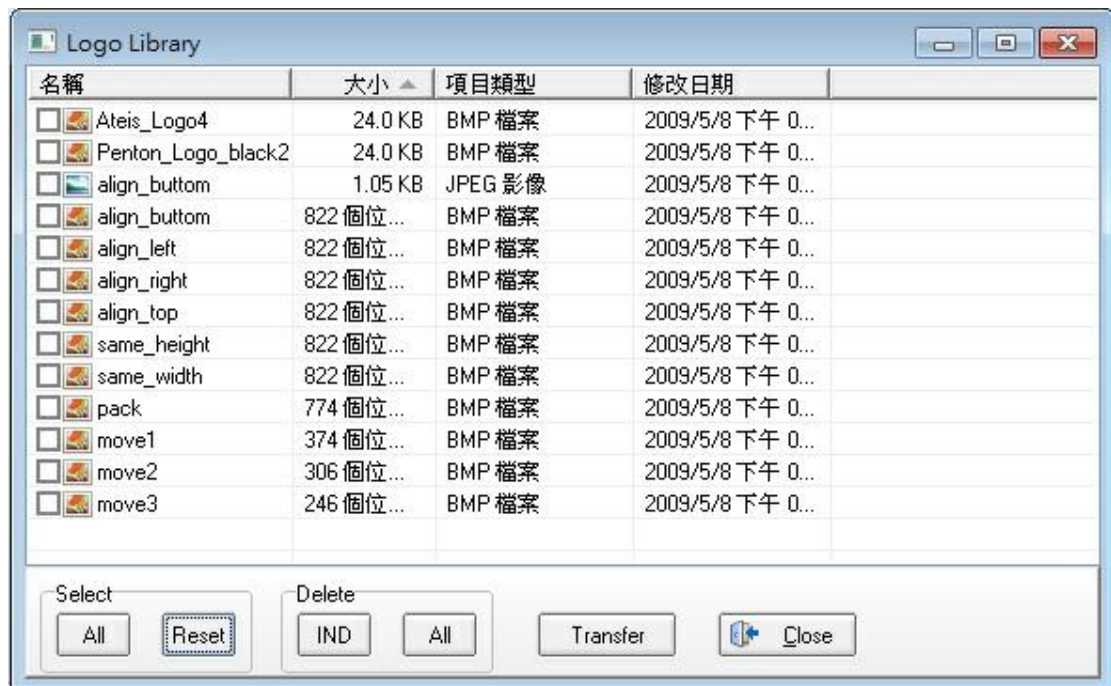 Logo Library
名稱 大小 項目類型 修改日期
Ateis_Logo4 24.0 KB BMP 檔案 2009/5/8 下午 0...
Penton_Logo_black2 24.0 KB BMP 檔案 2009/5/8 下午 0...
align_buttom 1.05 KB JPEG 影像 2009/5/8 下午 0...
align_buttom 822 個位... BMP 檔案 2009/5/8 下午 0...
align_left 822 個位... BMP 檔案 2009/5/8 下午 0...
align_right 822 個位... BMP 檔案 2009/5/8 下午 0...
align_top 822 個位... BMP 檔案 2009/5/8 下午 0...
same_height 822 個位... BMP 檔案 2009/5/8 下午 0...
same_width 822 個位... BMP 檔案 2009/5/8 下午 0...
pack 774 個位... BMP 檔案 2009/5/8 下午 0...
move1 374 個位... BMP 檔案 2009/5/8 下午 0...
move2 306 個位... BMP 檔案 2009/5/8 下午 0...
move3 246 個位... BMP 檔案 2009/5/8 下午 0...
Select Delete
All Reset IND All Transfer Close